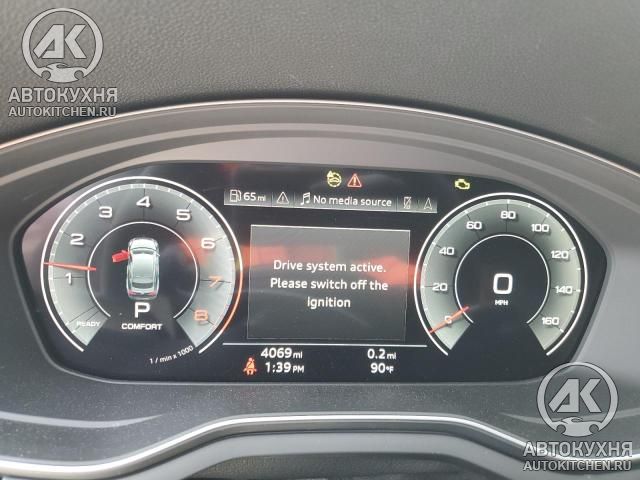 АК
АВТОКУХНЯ
AUTOKITCHEN.RU
65 mi
No media source
1 2 3 4 5 6 7 8
READY
P
COMFORT
1 / min x 1000
Drive system active.
Please switch off the
ignition
0 20 40 60 80 100 120 140 160
0
MPH
4069 mi
0.2 mi
1:39 PM
90°F
АК
АВТОКУХНЯ
AUTOKITCHEN.RU